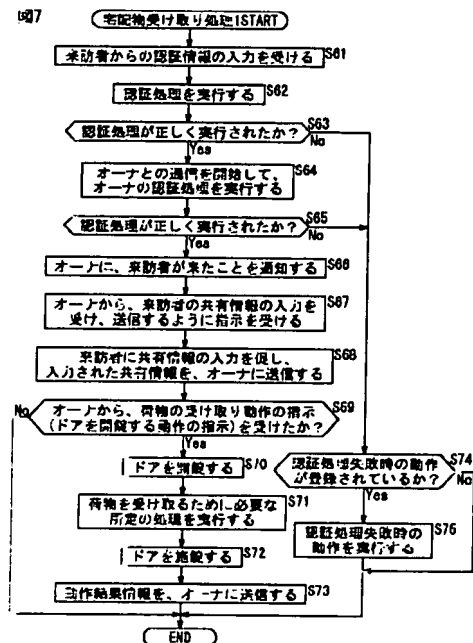 図7
宅配物受け取り処理1START
来訪者からの認証情報の入力を受ける
S61
認証処理を実行する
S62
認証処理が正しく実行されたか?
S63
No
Yes
オーナとの通信を開始して、
オーナの認証処理を実行する
S64
認証処理が正しく実行されたか?
S65
No
Yes
オーナに、来訪者が来たことを通知する
S66
オーナから、来訪者の共有情報の入力を
受け、送信するように指示を受ける
S67
来訪者に共有情報の入力を促し、
入力された共有情報を、オーナに送信する
S68
オーナから、荷物の受け取り動作の指示
(ドアを開錠する動作の指示)を受けたか?
S69
No
Yes
ドアを開錠する
S70
荷物を受け取るために必要な
所定の処理を実行する
S71
ドアを施錠する
S72
動作結果情報を、オーナに送信する
S73
認証処理失敗時の動作
が登録されているか?
S74
No
Yes
認証処理失敗時の
動作を実行する
S75
END